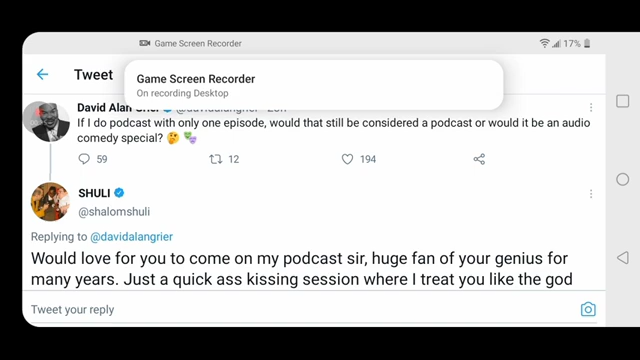 Game Screen Recorder
17%
Tweet
Game Screen Recorder
On recording Desktop
David Alan
If I do podcast with only one episode, would that still be considered a podcast or would it be an audio
comedy special? 🤔 🎭
59 12 194
SHULI
@shalomshuli
Replying to @davidalangrier
Would love for you to come on my podcast sir, huge fan of your genius for
many years. Just a quick ass kissing session where I treat you like the god
Tweet your reply